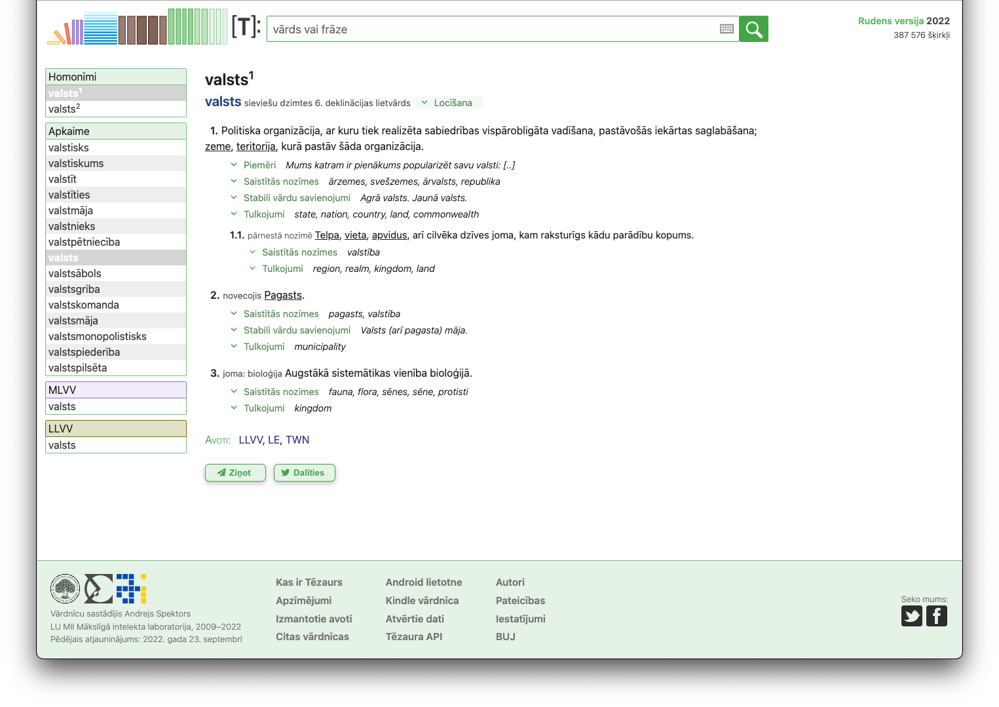 [T]:
vārds vai frāze
Rudens versija 2022
387 576 šķirkļi
Homonīmi
valsts¹
valsts²
Apkaime
valstisks
valstiskums
valstīt
valstīties
valstmāja
valstnieks
valstpētniecība
valsts
valstsābols
valstsgriba
valstskomanda
valstsmāja
valstsmonopolistisks
valstspiederība
valstspilsēta
MLVV
valsts
LLVV
valsts
valsts¹
valsts sieviešu dzimtes 6. deklinācijas lietvārds Locīšana
1. Politiska organizācija, ar kuru tiek realizēta sabiedrības vispārobligāta vadīšana, pastāvošās iekārtas saglabāšana;
zeme, teritorija, kurā pastāv šāda organizācija.
Piemēri Mums katram ir pienākums popularizēt savu valsti: [..]
Saistītās nozīmes ārzemes, svešzemes, ārvalsts, republika
Stabili vārdu savienojumi Agrā valsts. Jaunā valsts.
Tulkojumi state, nation, country, land, commonwealth
1.1. pārnestā nozīmē Telpa, vieta, apvidus, arī cilvēka dzīves joma, kam raksturīgs kādu parādību kopums.
Saistītās nozīmes valstība
Tulkojumi region, realm, kingdom, land
2. novecojis Pagasts.
Saistītās nozīmes pagasts, valstība
Stabili vārdu savienojumi Valsts (arī pagasta) māja.
Tulkojumi municipality
3. joma: bioloģija Augstākā sistemātikas vienība bioloģijā.
Saistītās nozīmes fauna, flora, sēnes, sēne, protisti
Tulkojumi kingdom
Avoti: LLVV, LE, TWN
Ziņot Dalīties
Vārdnīcu sastādījis Andrejs Spektors
LU MII Mākslīgā intelekta laboratorija, 2009–2022
Pēdējais atjauninājums: 2022. gada 23. septembrī
Kas ir Tēzaurs
Apzīmējumi
Izmantotie avoti
Citas vārdnīcas
Android lietotne
Kindle vārdnīca
Atvērtie dati
Tēzaura API
Autori
Pateicības
Iestatījumi
BUJ
Seko mums: